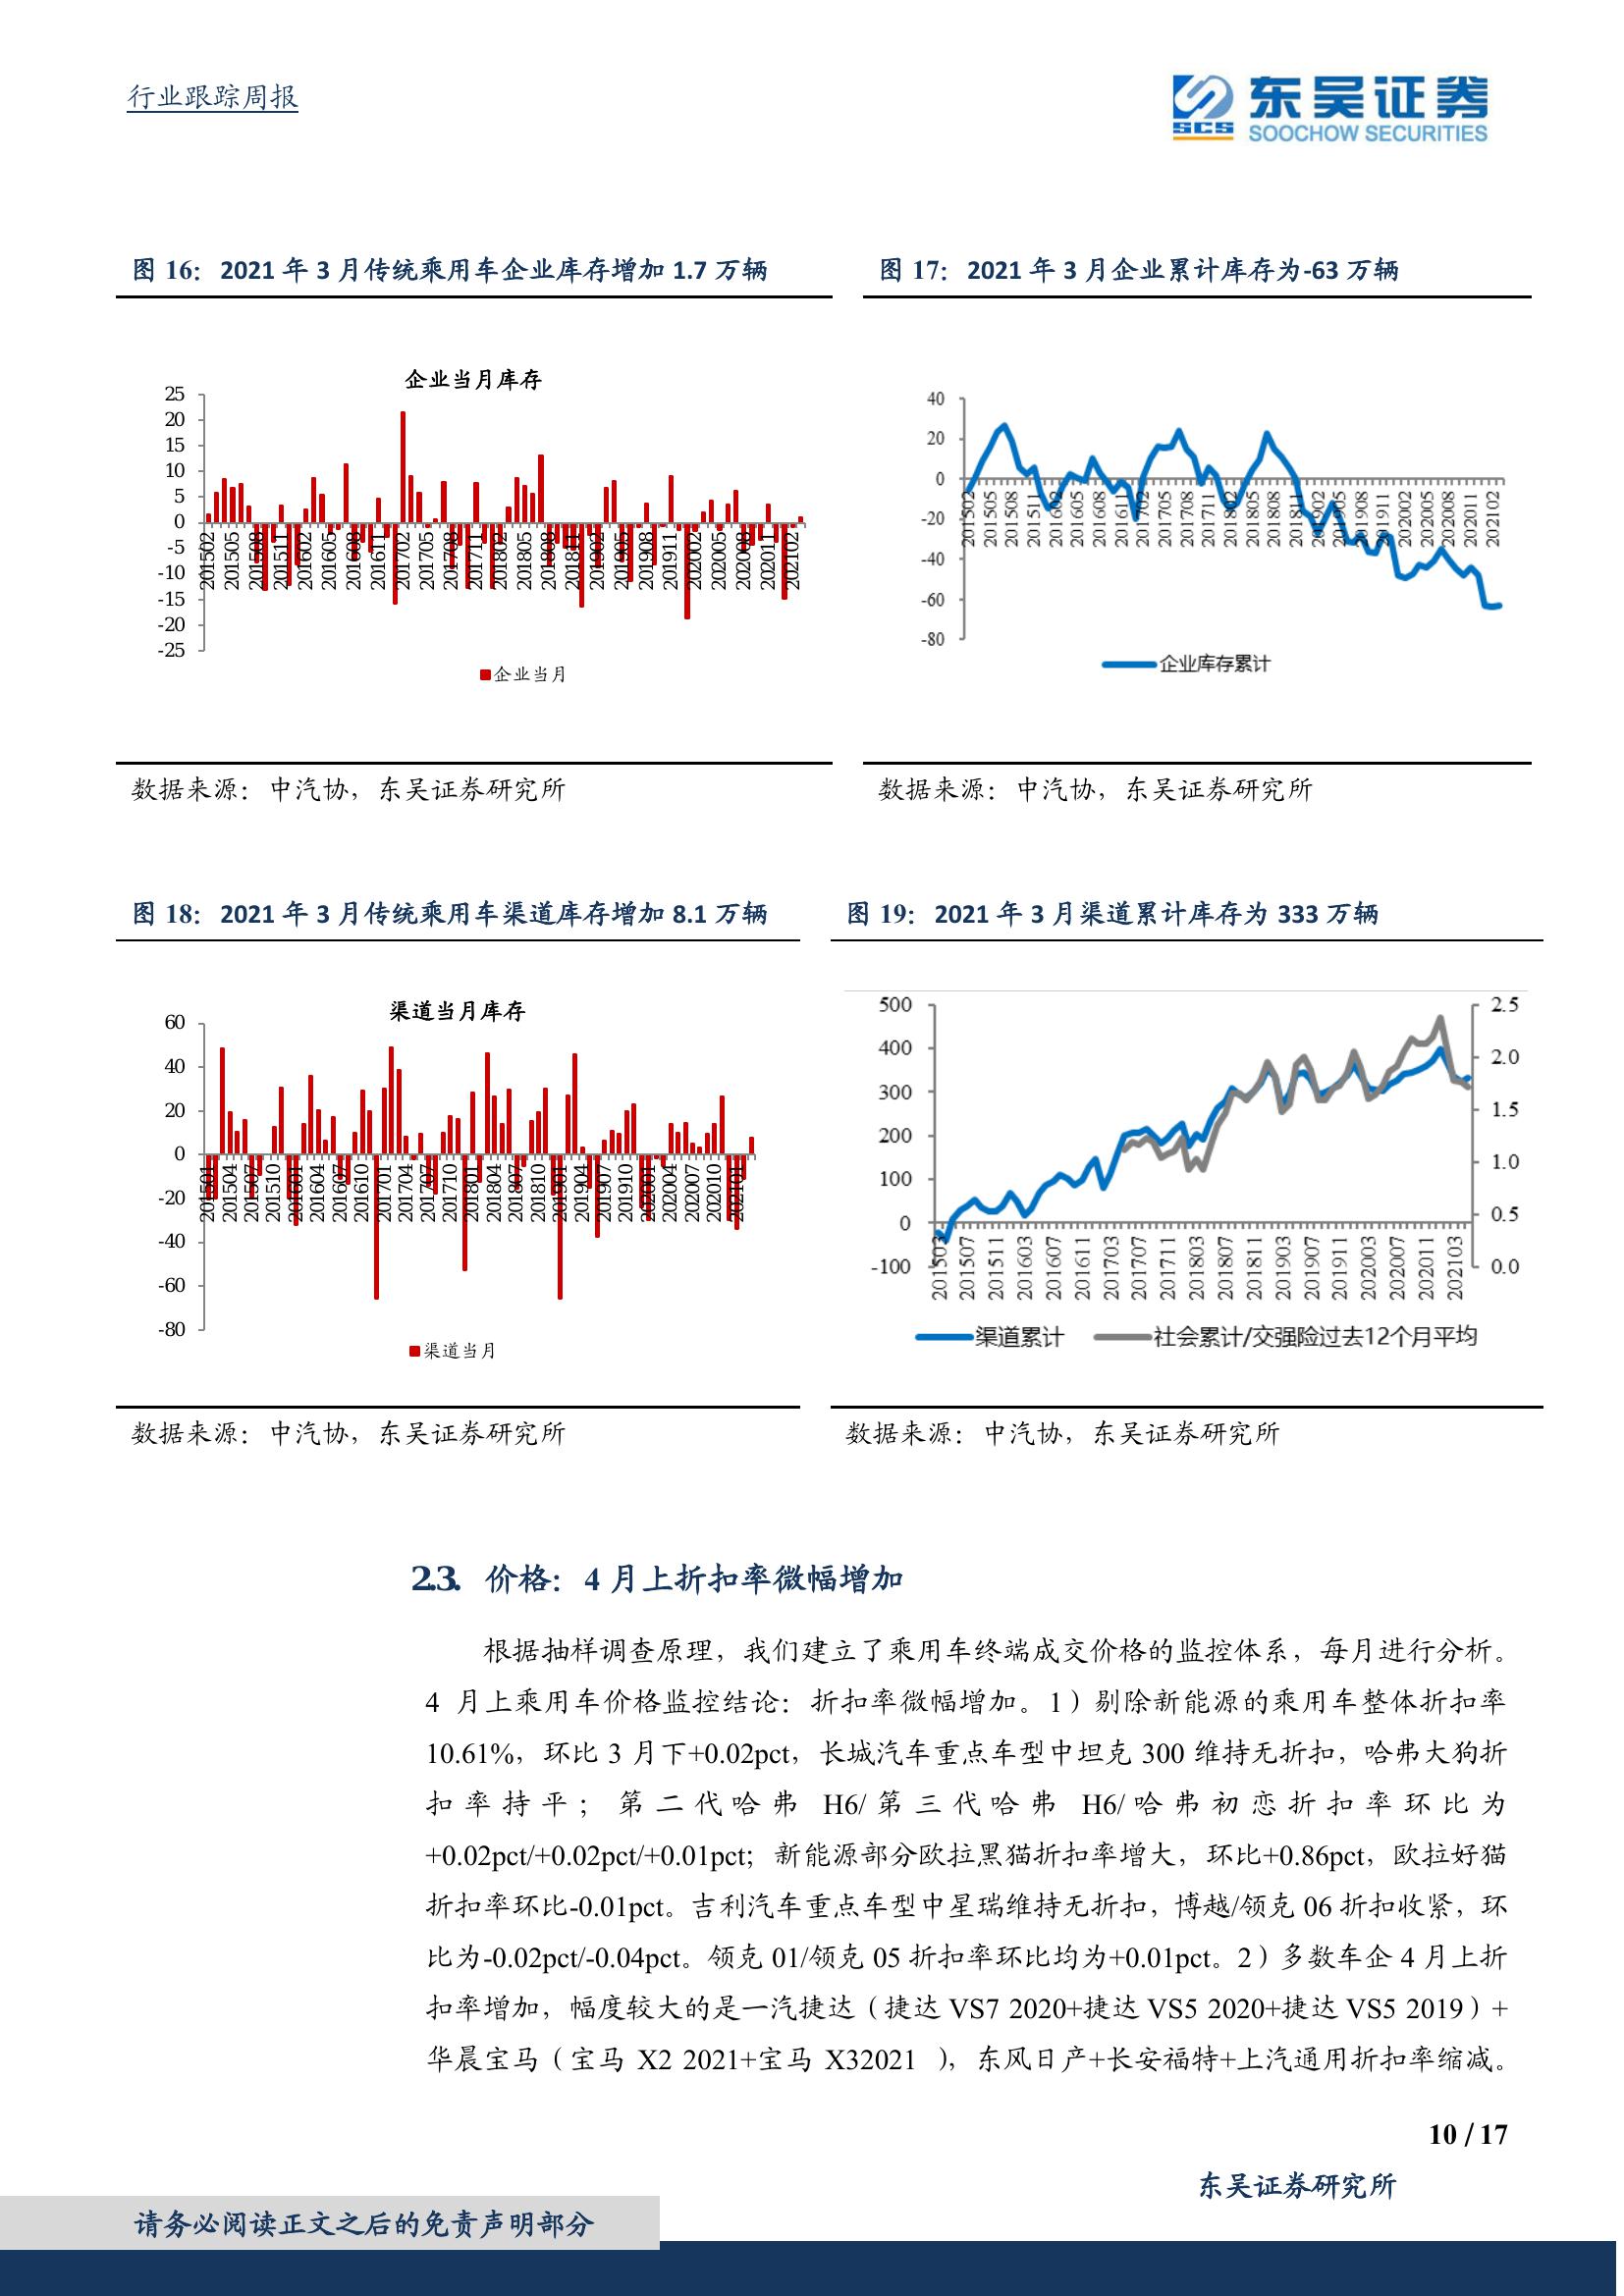 行业跟踪周报
东吴证券
SCS
SOOCHOW SECURITIES
图 16： 2021 年 3 月传统乘用车企业库存增加 1.7 万辆
企业当月库存
25
20
15
10
5
0
-5
-10
-15
-20
-25
201502 201505 201508 201511 201602 201605 201608 201611 201702 201705 201708 201711 201802 201805 201808 201811 201902 201905 201908 201911 202002 202005 202008 202011 202102
企业当月
数据来源：中汽协，东吴证券研究所
图 17： 2021 年 3 月企业累计库存为-63 万辆
40
20
0
-20
-40
-60
-80
201502 201505 201508 201511 201602 201605 201608 201611 201702 201705 201708 201711 201802 201805 201808 201811 201902 201905 201908 201911 202002 202005 202008 202011 202102
企业库存累计
数据来源：中汽协，东吴证券研究所
图 18： 2021 年 3 月传统乘用车渠道库存增加 8.1 万辆
渠道当月库存
60
40
20
0
-20
-40
-60
-80
201501 201504 201507 201510 201601 201604 201607 201610 201701 201704 201707 201710 201801 201804 201807 201810 201901 201904 201907 201910 202001 202004 202007 202010 202101
渠道当月
数据来源：中汽协，东吴证券研究所
图 19： 2021 年 3 月渠道累计库存为 333 万辆
500
400
300
200
100
0
-100
2.5
2.0
1.5
1.0
0.5
0.0
201503 201507 201511 201603 201607 201611 201703 201707 201711 201803 201807 201811 201903 201907 201911 202003 202007 202011 202103
渠道累计 社会累计/交强险过去12个月平均
数据来源：中汽协，东吴证券研究所
2.3. 价格：4 月上折扣率微幅增加
根据抽样调查原理，我们建立了乘用车终端成交价格的监控体系，每月进行分析。
4 月上乘用车价格监控结论：折扣率微幅增加。1）剔除新能源的乘用车整体折扣率
10.61%，环比 3 月下+0.02pct，长城汽车重点车型中坦克 300 维持无折扣，哈弗大狗折
扣率持平；第二代哈弗 H6/第三代哈弗 H6/哈弗初恋折扣率环比为
+0.02pct/+0.02pct/+0.01pct；新能源部分欧拉黑猫折扣率增大，环比+0.86pct，欧拉好猫
折扣率环比-0.01pct。吉利汽车重点车型中星瑞维持无折扣，博越/领克 06 折扣收紧，环
比为-0.02pct/-0.04pct。领克 01/领克 05 折扣率环比均为+0.01pct。2）多数车企 4 月上折
扣率增加，幅度较大的是一汽捷达（捷达 VS7 2020+捷达 VS5 2020+捷达 VS5 2019）+
华晨宝马（宝马 X2 2021+宝马 X32021 ），东风日产+长安福特+上汽通用折扣率缩减。
10 / 17
东吴证券研究所
请务必阅读正文之后的免责声明部分